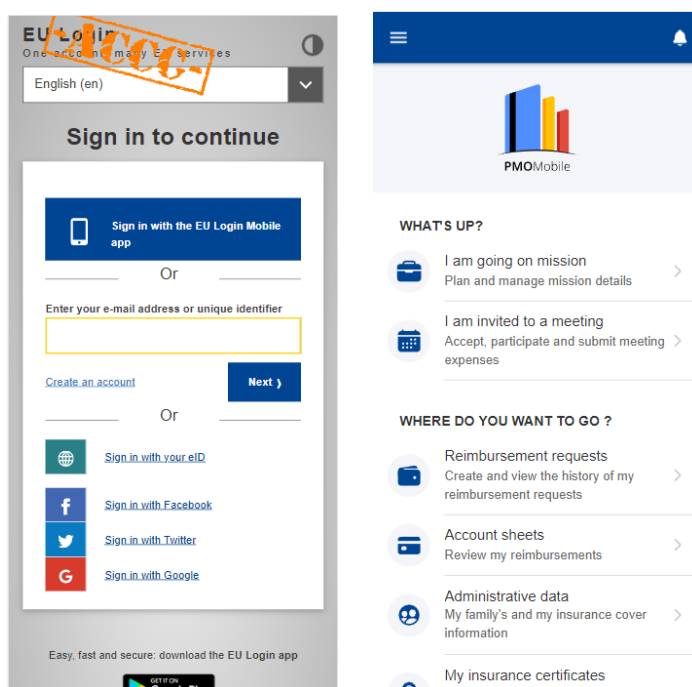 EU Login
One account, many EU services
-ACCC-
English (en)
Sign in to continue
Sign in with the EU Login Mobile
app
Or
Enter your e-mail address or unique identifier
Create an account
Next ❯
Or
Sign in with your eID
f
Sign in with Facebook
Sign in with Twitter
G
Sign in with Google
Easy, fast and secure: download the EU Login app
GET IT ON
PMOMobile
WHAT'S UP?
I am going on mission
Plan and manage mission details
I am invited to a meeting
Accept, participate and submit meeting
expenses
WHERE DO YOU WANT TO GO ?
Reimbursement requests
Create and view the history of my
reimbursement requests
Account sheets
Review my reimbursements
Administrative data
My family's and my insurance cover
information
My insurance certificates